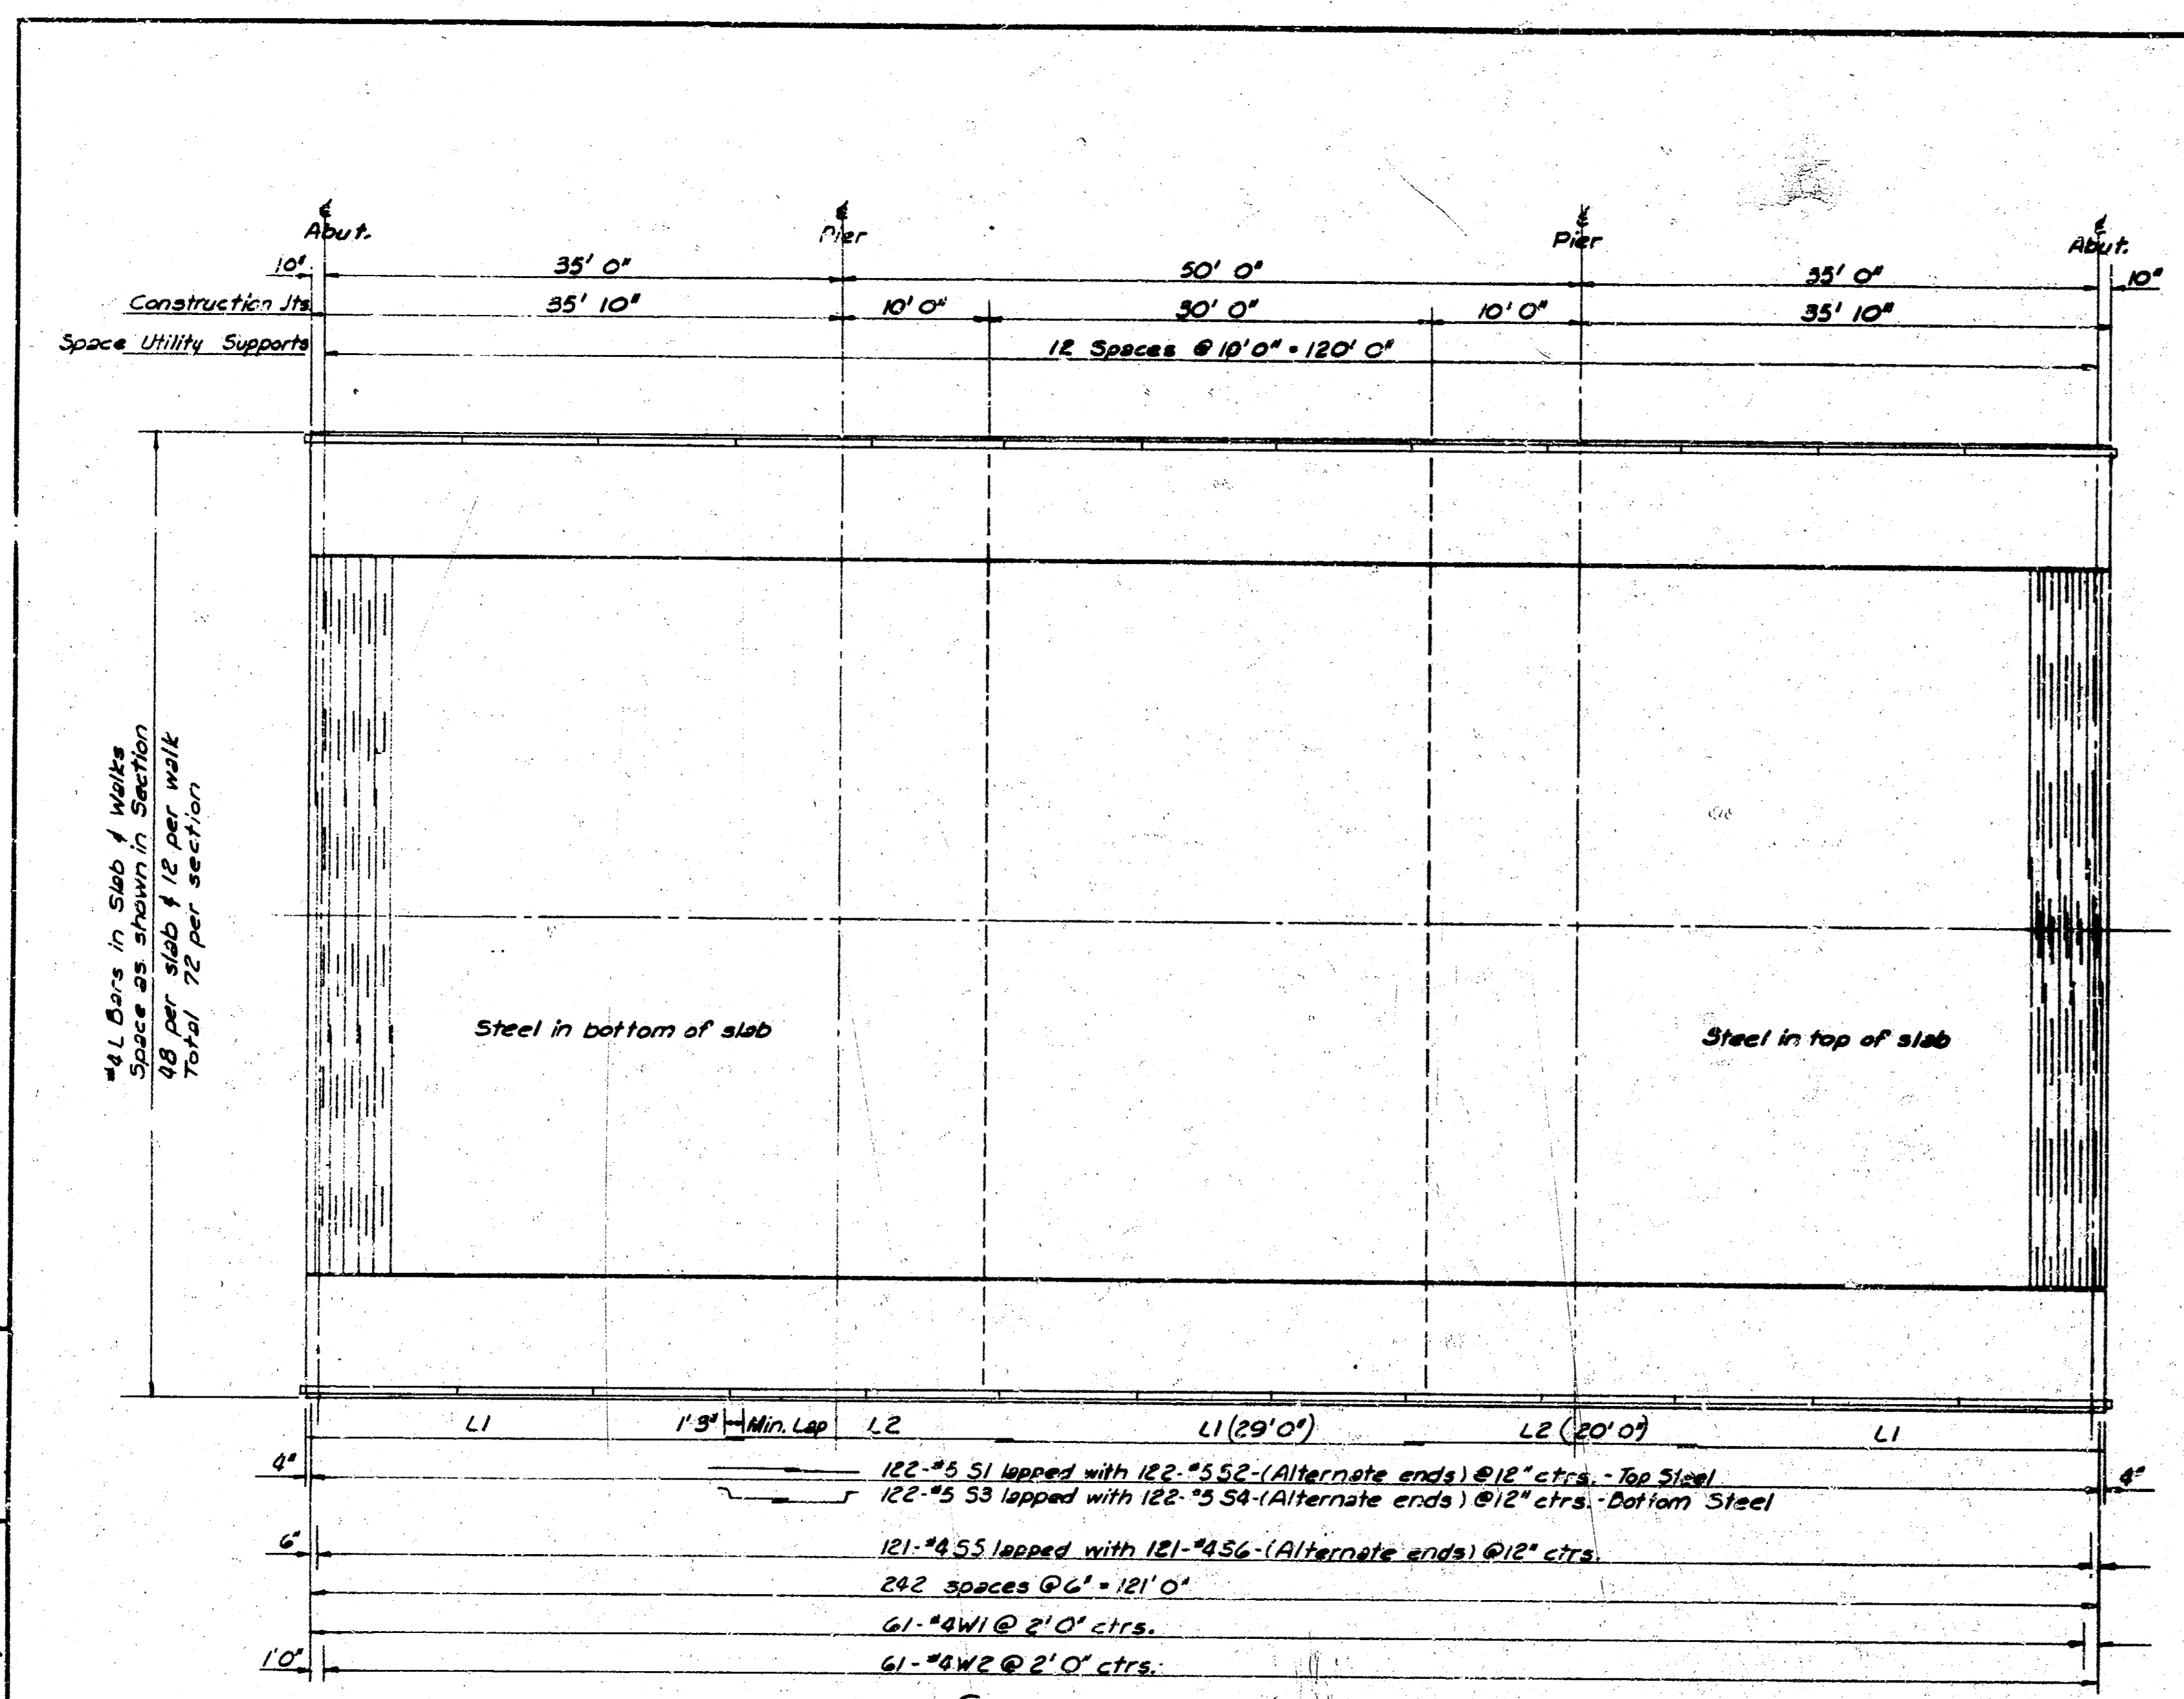 ℄ Abut.
℄ Pier
℄ Pier
℄ Abut.
10" 35' 0" 50' 0" 35' 0" 10"
Construction Jts. 35' 10" 10' 0" 30' 0" 10' 0" 35' 10"
Space Utility Supports 12 Spaces @ 10'0" = 120' 0"
#4 L Bars in Slab & Walks
Space as shown in Section
48 per slab & 12 per walk
Total 72 per section
Steel in bottom of slab
Steel in top of slab
L1 1'3" Min. Lap L2 L1 (29'0") L2 (20'0") L1
4" 122-#5 S1 lapped with 122-#5 S2-(Alternate ends) @ 12" ctrs. - Top Steel 4"
122-#5 S3 lapped with 122-#5 S4-(Alternate ends) @ 12" ctrs. - Bottom Steel
6" 121-#4 S5 lapped with 121-#4 S6-(Alternate ends) @ 12" ctrs.
242 spaces @ 6" = 121' 0"
61-#4 W1 @ 2'0" ctrs.
1'0" 61-#4 W2 @ 2'0" ctrs.